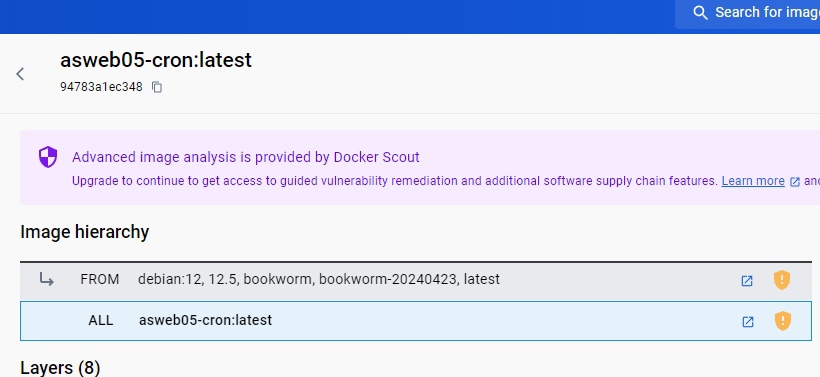 Search for imag
asweb05-cron:latest
94783a1ec348
Advanced image analysis is provided by Docker Scout
Upgrade to continue to get access to guided vulnerability remediation and additional software supply chain features. Learn more and
Image hierarchy
FROM debian:12, 12.5, bookworm, bookworm-20240423, latest
ALL asweb05-cron:latest
Layers (8)